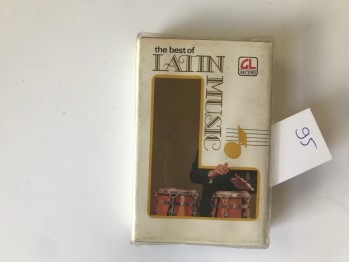 the best of
LATIN
MUSIC
GL
RECORD
95